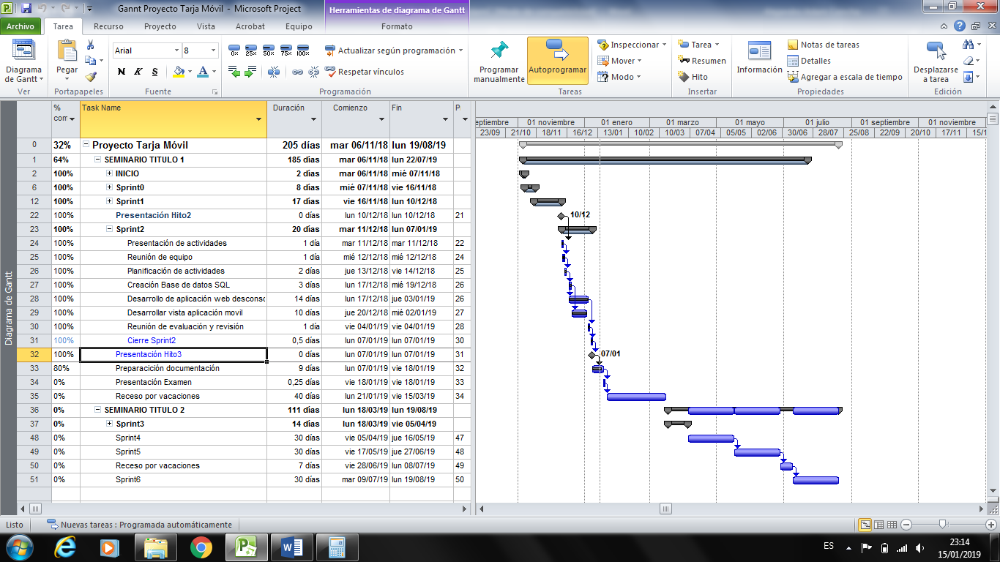 Gannt Proyecto Tarja Móvil - Microsoft Project
Herramientas de diagrama de Gantt
Archivo Tarea Recurso Proyecto Vista Acrobat Equipo Formato
Diagrama de Gantt
Ver
Pegar
Portapapeles
Arial 8
N K S
Fuente
0% 25% 50% 75% 100%
Actualizar según programación
Respetar vínculos
Programación
Programar manualmente
Autoprogramar
Inspeccionar
Mover
Modo
Tareas
Tarea
Resumen
Hito
Insertar
Información
Notas de tareas
Detalles
Agregar a escala de tiempo
Propiedades
Desplazarse a tarea
Edición
% com Task Name Duración Comienzo Fin P
septiembre 01 noviembre 01 enero 01 marzo 01 mayo 01 julio 01 septiembre 01 noviembre
23/09 21/10 18/11 16/12 13/01 10/02 10/03 07/04 05/05 02/06 30/06 28/07 25/08 22/09 20/10 17/11 15/1
0 32% Proyecto Tarja Móvil 205 días mar 06/11/18 lun 19/08/19
1 64% SEMINARIO TITULO 1 185 días mar 06/11/18 lun 22/07/19
2 100% INICIO 2 días mar 06/11/18 mié 07/11/18
6 100% Sprint0 8 días mié 07/11/18 vie 16/11/18
12 100% Sprint1 17 días vie 16/11/18 lun 10/12/18
22 100% Presentación Hito2 0 días lun 10/12/18 lun 10/12/18 21 10/12
23 100% Sprint2 20 días mar 11/12/18 lun 07/01/19
24 100% Presentación de actividades 1 día mar 11/12/18 mar 11/12/18 22
25 100% Reunión de equipo 1 día mié 12/12/18 mié 12/12/18 24
26 100% Planificación de actividades 2 días jue 13/12/18 vie 14/12/18 25
27 100% Creación Base de datos SQL 3 días lun 17/12/18 mié 19/12/18 26
28 100% Desarrollo de aplicación web descons 14 días lun 17/12/18 jue 03/01/19 26
29 100% Desarrollar vista aplicación movil 10 días jue 20/12/18 mié 02/01/19 27
30 100% Reunión de evaluación y revisión 1 día vie 04/01/19 vie 04/01/19 28
31 100% Cierre Sprint2 0,5 días lun 07/01/19 lun 07/01/19 30
32 100% Presentación Hito3 0 días lun 07/01/19 lun 07/01/19 31 07/01
33 80% Preparacición documentación 9 días lun 07/01/19 vie 18/01/19 32
34 0% Presentación Examen 0,25 días vie 18/01/19 vie 18/01/19 33
35 0% Receso por vacaciones 40 días lun 21/01/19 vie 15/03/19 34
36 0% SEMINARIO TITULO 2 111 días lun 18/03/19 lun 19/08/19
37 0% Sprint3 14 días lun 18/03/19 vie 05/04/19
48 0% Sprint4 30 días vie 05/04/19 jue 16/05/19 47
49 0% Sprint5 30 días vie 17/05/19 jue 27/06/19 48
50 0% Receso por vacaciones 7 días vie 28/06/19 lun 08/07/19 49
51 0% Sprint6 30 días mar 09/07/19 lun 19/08/19 50
Diagrama de Gantt
Listo Nuevas tareas : Programada automáticamente
ES 23:14
15/01/2019